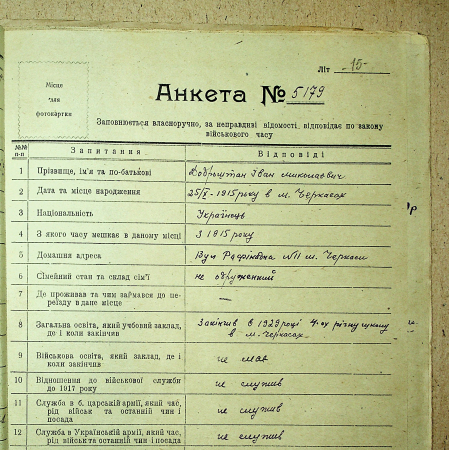 Літ -15-
Місце
для
фотокартки
Анкета № 5179
Заповнюється власноручно, за неправдиві відомості, відповідає по закону
військового часу
№№
п-п
Запитання
Відповіді
1 Прізвище, ім'я та по-батькові Іван Миколаєвич
2 Дата та місце народження 25/X - 1915 року в м. Черкасах
3 Національність Українець
4 З якого часу мешкає в даному місці З 1915 року
5 Домашня адреса Вул №11 м. Черкаси
6 Сімейний стан та склад сім'ї не одружений
7 Де проживав та чим займався до пе-
реїзду в дане місце —
8 Загальна освіта, який учбовий заклад,
де і коли закінчив
Закінчив в 1929 році 4-ох річну школу
в м. Черкасах.
9 Військова освіта, який заклад, де і
коли закінчив не має
10 Відношення до військової служби
до 1917 року не служив
11 Служба в б. царській армії, який час,
рід військ та останній чин і
посада не служив
12 Служба в Українській армії, який час,
рід військ та останній чин і посада не служив